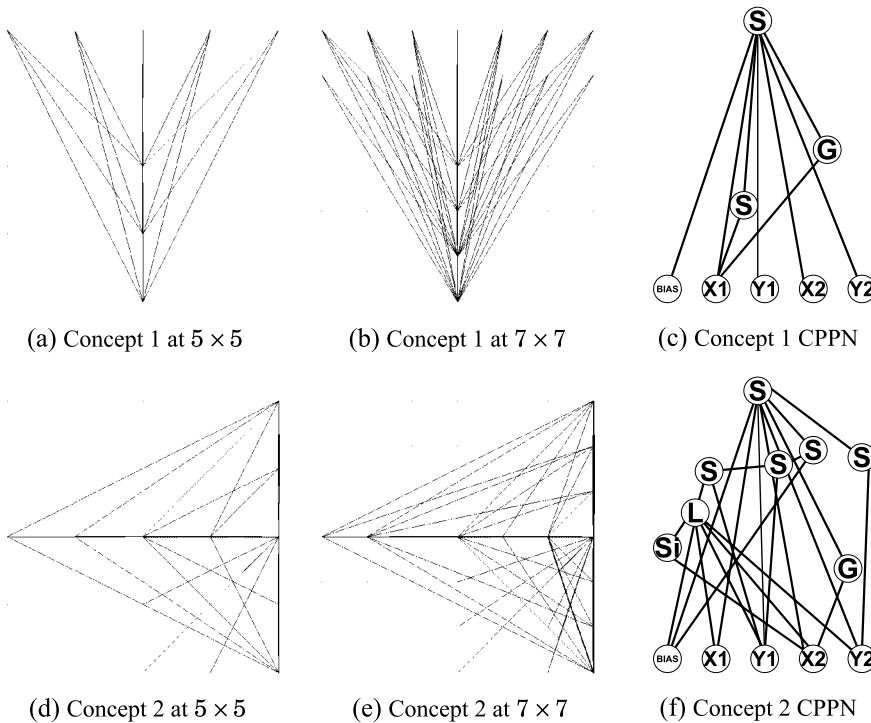 S
G
S
BIAS X1 Y1 X2 Y2
(a) Concept 1 at 5 × 5
(b) Concept 1 at 7 × 7
(c) Concept 1 CPPN
S
S S S S
L
Si
G
BIAS X1 Y1 X2 Y2
(d) Concept 2 at 5 × 5
(e) Concept 2 at 7 × 7
(f) Concept 2 CPPN